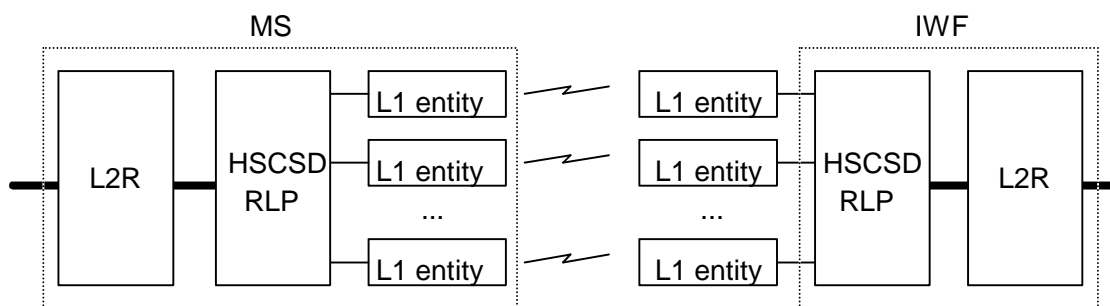 MS
IWF
L2R
HSCSD
RLP
L1 entity
L1 entity
...
L1 entity
L1 entity
L1 entity
...
L1 entity
HSCSD
RLP
L2R